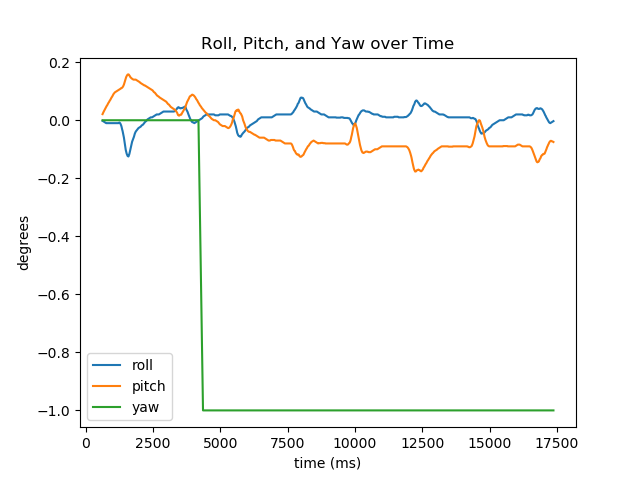 Roll, Pitch, and Yaw over Time
0.2
0.0
−0.2
−0.4
−0.6
−0.8
−1.0
degrees
roll
pitch
yaw
0 2500 5000 7500 10000 12500 15000 17500
time (ms)